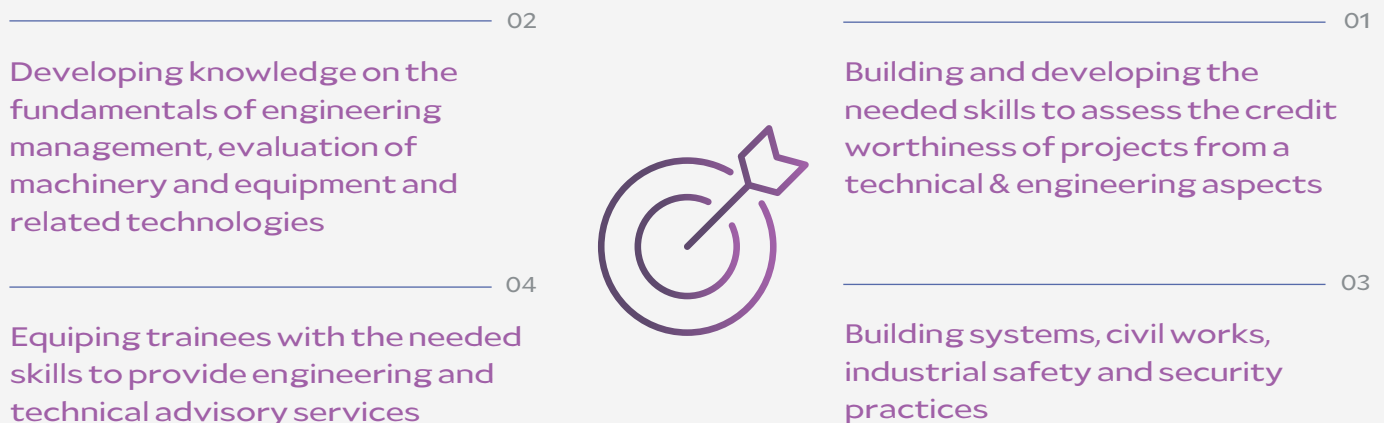 01
Building and developing the
needed skills to assess the credit
worthiness of projects from a
technical & engineering aspects
02
Developing knowledge on the
fundamentals of engineering
management, evaluation of
machinery and equipment and
related technologies
03
Building systems, civil works,
industrial safety and security
practices
04
Equiping trainees with the needed
skills to provide engineering and
technical advisory services